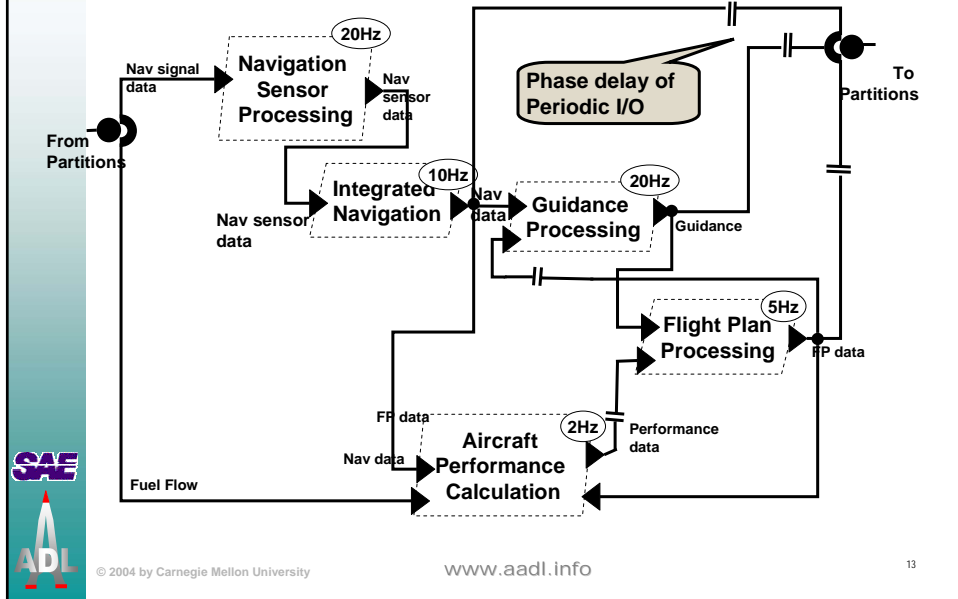 20Hz
Nav signal
data
Navigation
Sensor
Processing
Nav
sensor
data
Phase delay of
Periodic I/O
To
Partitions
From
Partitions
10Hz
Integrated
Navigation
Nav sensor
data
Nav
data
20Hz
Guidance
Processing
Guidance
5Hz
Flight Plan
Processing
FP data
FP data
2Hz
Aircraft
Performance
Calculation
Performance
data
Nav data
Fuel Flow
SAE
ADL
© 2004 by Carnegie Mellon University
www.aadl.info
13